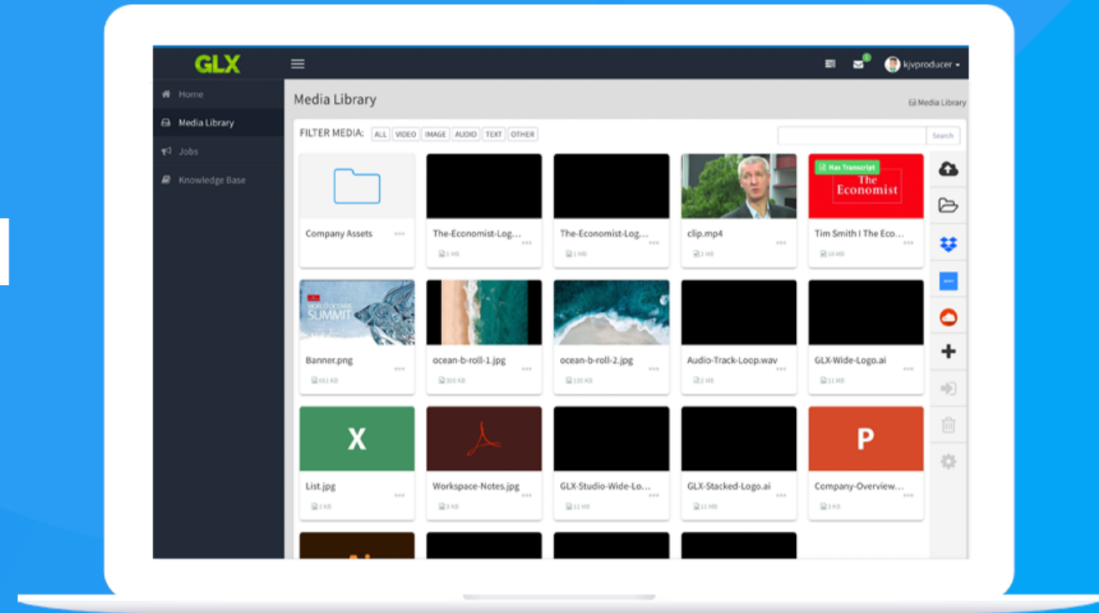 GLX
kjvproducer
Home
Media Library
Jobs
Knowledge Base
Media Library
Media Library
FILTER MEDIA: ALL VIDEO IMAGE AUDIO TEXT OTHER
Search
Has Transcript
The
Economist
Company Assets
The-Economist-Log...
The-Economist-Log...
clip.mp4
Tim Smith I The Eco...
SUMMIT
Banner.png
ocean-b-roll-1.jpg
ocean-b-roll-2.jpg
Audio-Track-Loop.wav
GLX-Wide-Logo.ai
X
P
List.jpg
Workspace-Notes.jpg
GLX-Studio-Wide-Lo...
GLX-Stacked-Logo.ai
Company-Overview...